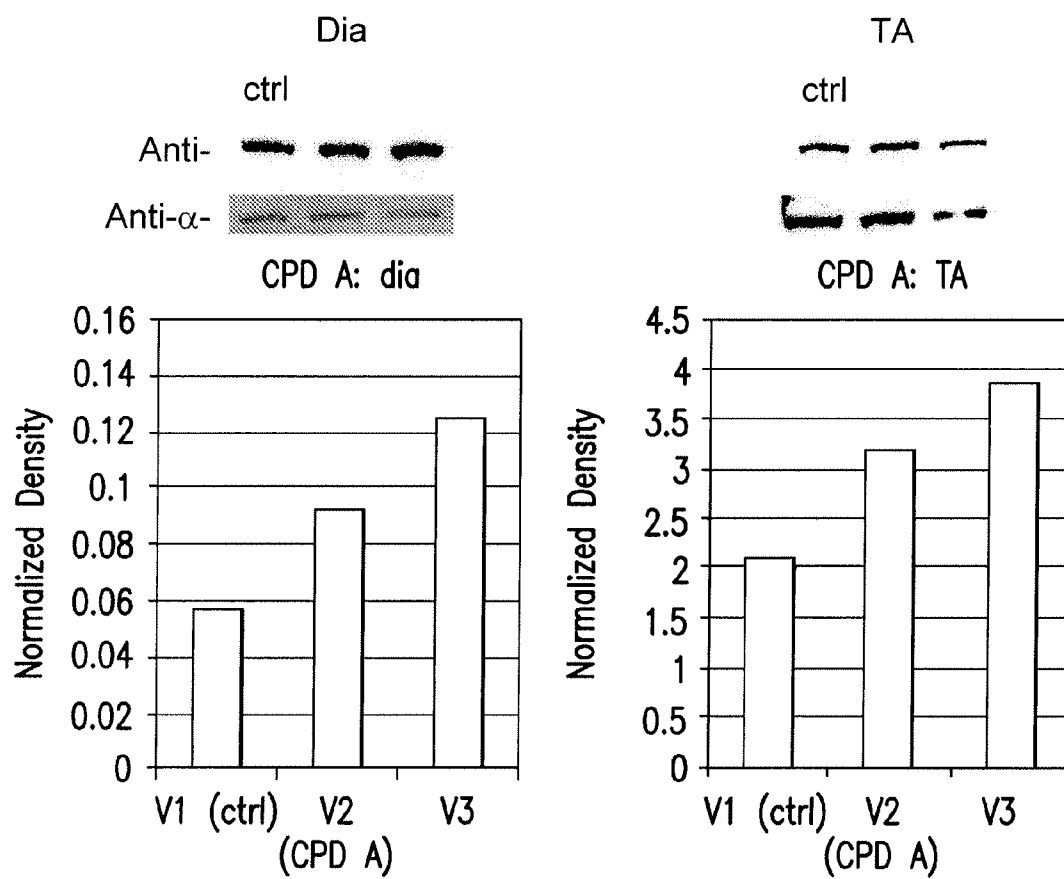 Dia
ctrl
Anti-
Anti-α-
CPD A: dia
Normalized Density
0.16
0.14
0.12
0.1
0.08
0.06
0.04
0.02
0
V1 (ctrl)
V2
V3
(CPD A)
TA
ctrl
CPD A: TA
Normalized Density
4.5
4
3.5
3
2.5
2
1.5
1
0.5
0
V1 (ctrl)
V2
V3
(CPD A)